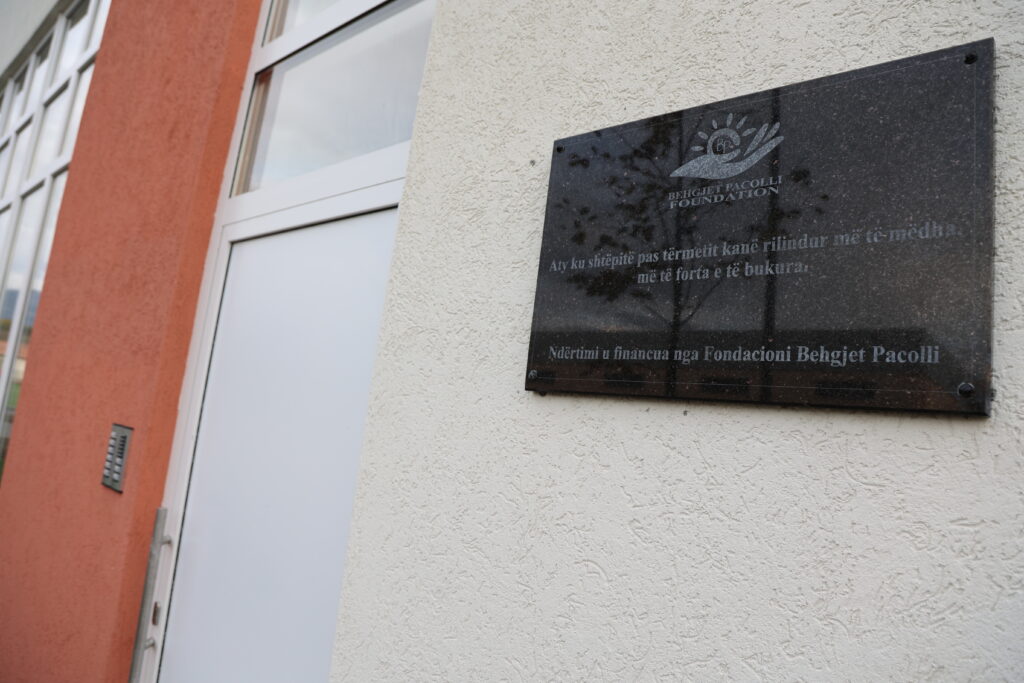 BP
BEHGJET PACOLLI
FOUNDATION
Aty ku shtëpitë pas tërmetit kanë rilindur më të-mëdha,
më të forta e të bukura.
Ndërtimi u financua nga Fondacioni Behgjet Pacolli